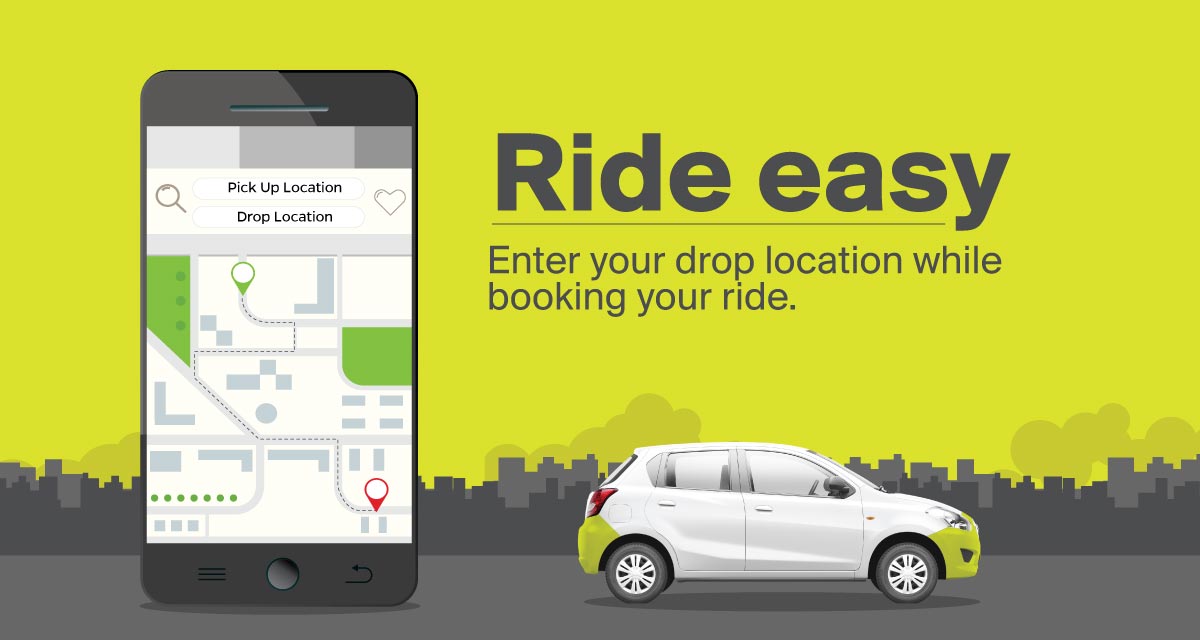 Pick Up Location
Drop Location
Ride easy
Enter your drop location while
booking your ride.